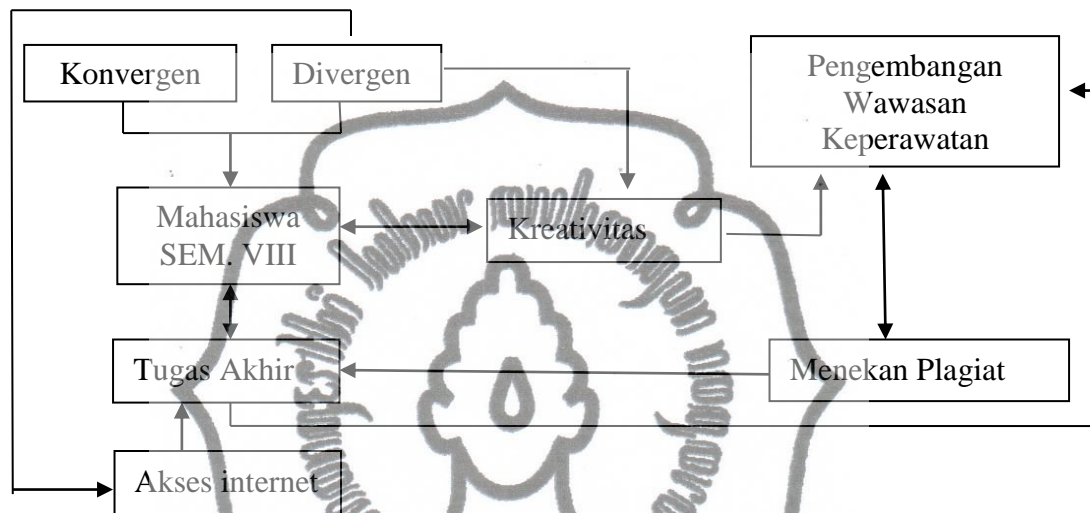 Konvergen
Divergen
Pengembangan
Wawasan
Keperawatan
Mahasiswa
SEM. VIII
Kreativitas
Tugas Akhir
Menekan Plagiat
Akses internet